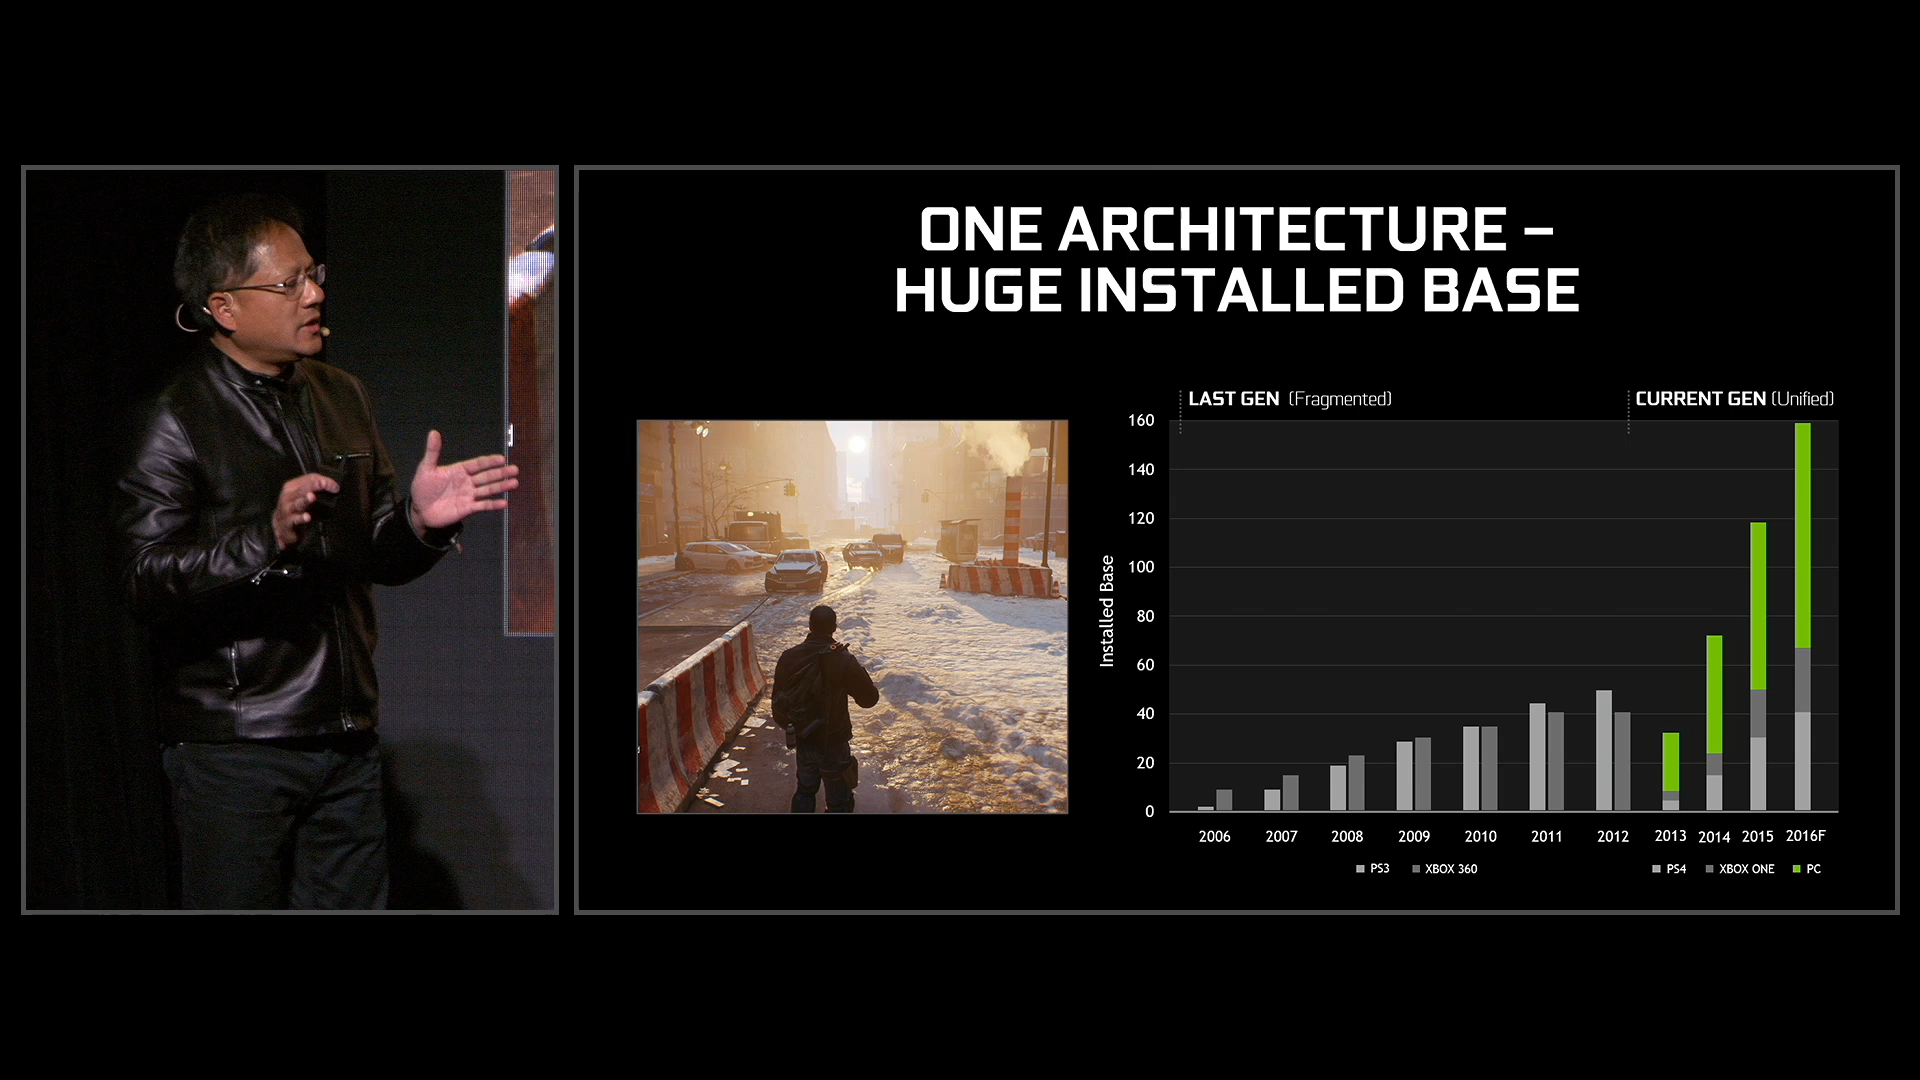 ONE ARCHITECTURE –
HUGE INSTALLED BASE
LAST GEN (Fragmented)
CURRENT GEN (Unified)
Installed Base
160
140
120
100
80
60
40
20
0
2006 2007 2008 2009 2010 2011 2012 2013 2014 2015 2016F
PS3 XBOX 360
PS4 XBOX ONE PC